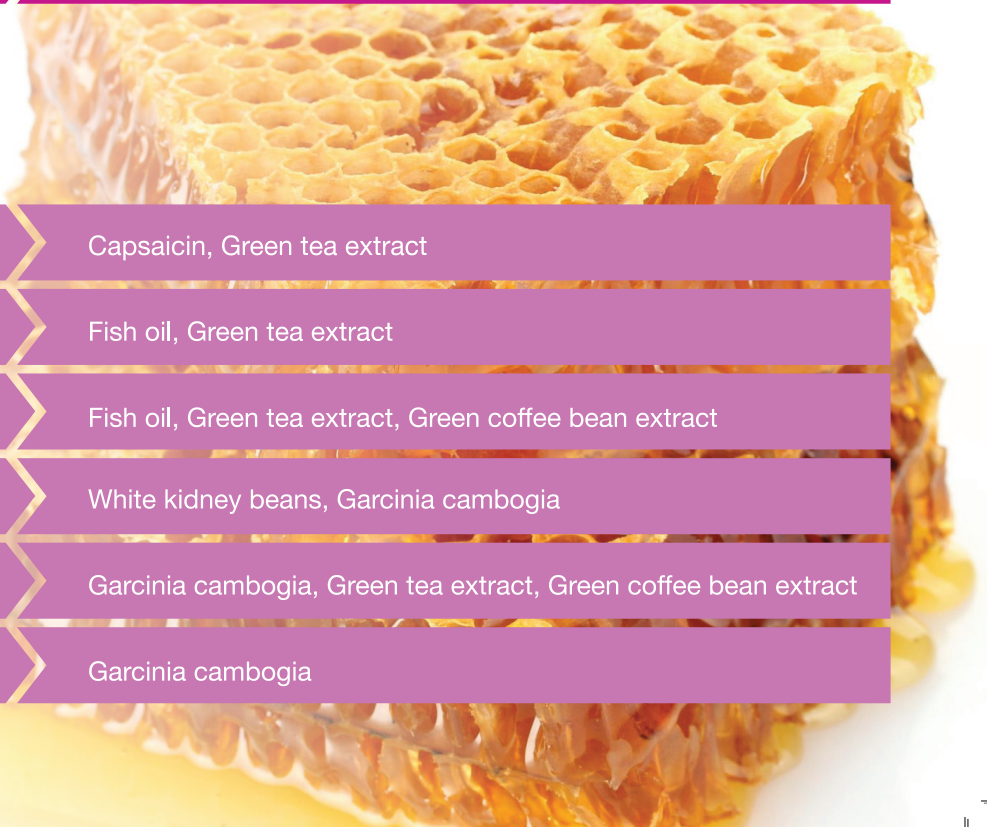 Capsaicin, Green tea extract
Fish oil, Green tea extract
Fish oil, Green tea extract, Green coffee bean extract
White kidney beans, Garcinia cambogia
Garcinia cambogia, Green tea extract, Green coffee bean extract
Garcinia cambogia